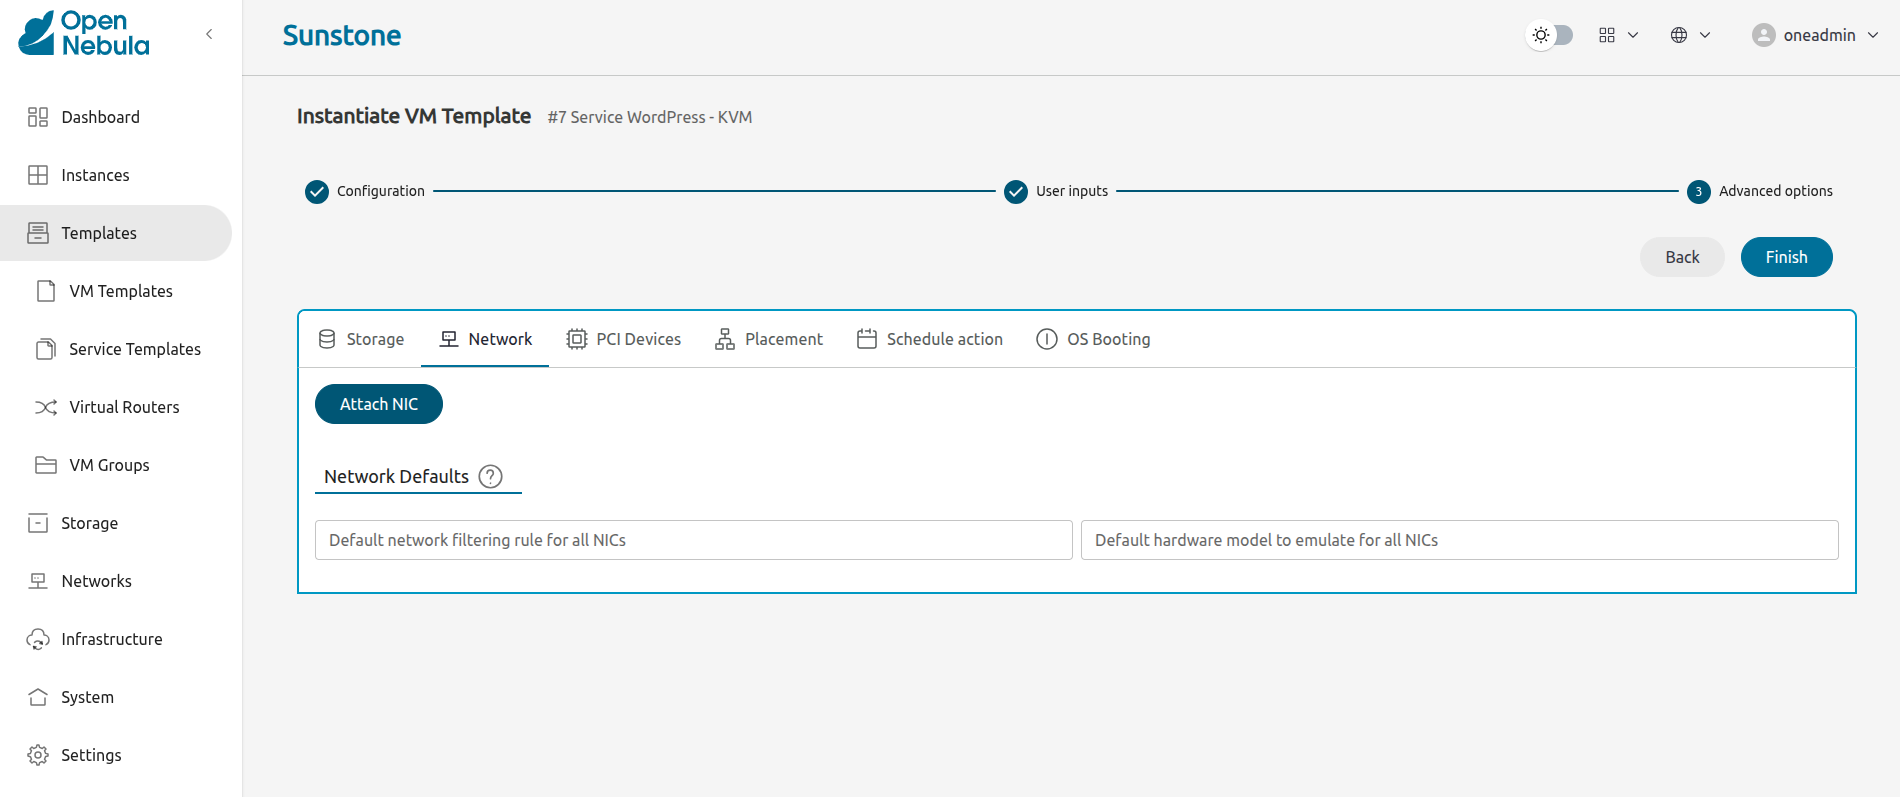 Open
Nebula
Sunstone
oneadmin
Dashboard
Instances
Templates
VM Templates
Service Templates
Virtual Routers
VM Groups
Storage
Networks
Infrastructure
System
Settings
Instantiate VM Template #7 Service WordPress - KVM
Configuration
User inputs
3 Advanced options
Back
Finish
Storage
Network
PCI Devices
Placement
Schedule action
OS Booting
Attach NIC
Network Defaults ?
Default network filtering rule for all NICs
Default hardware model to emulate for all NICs